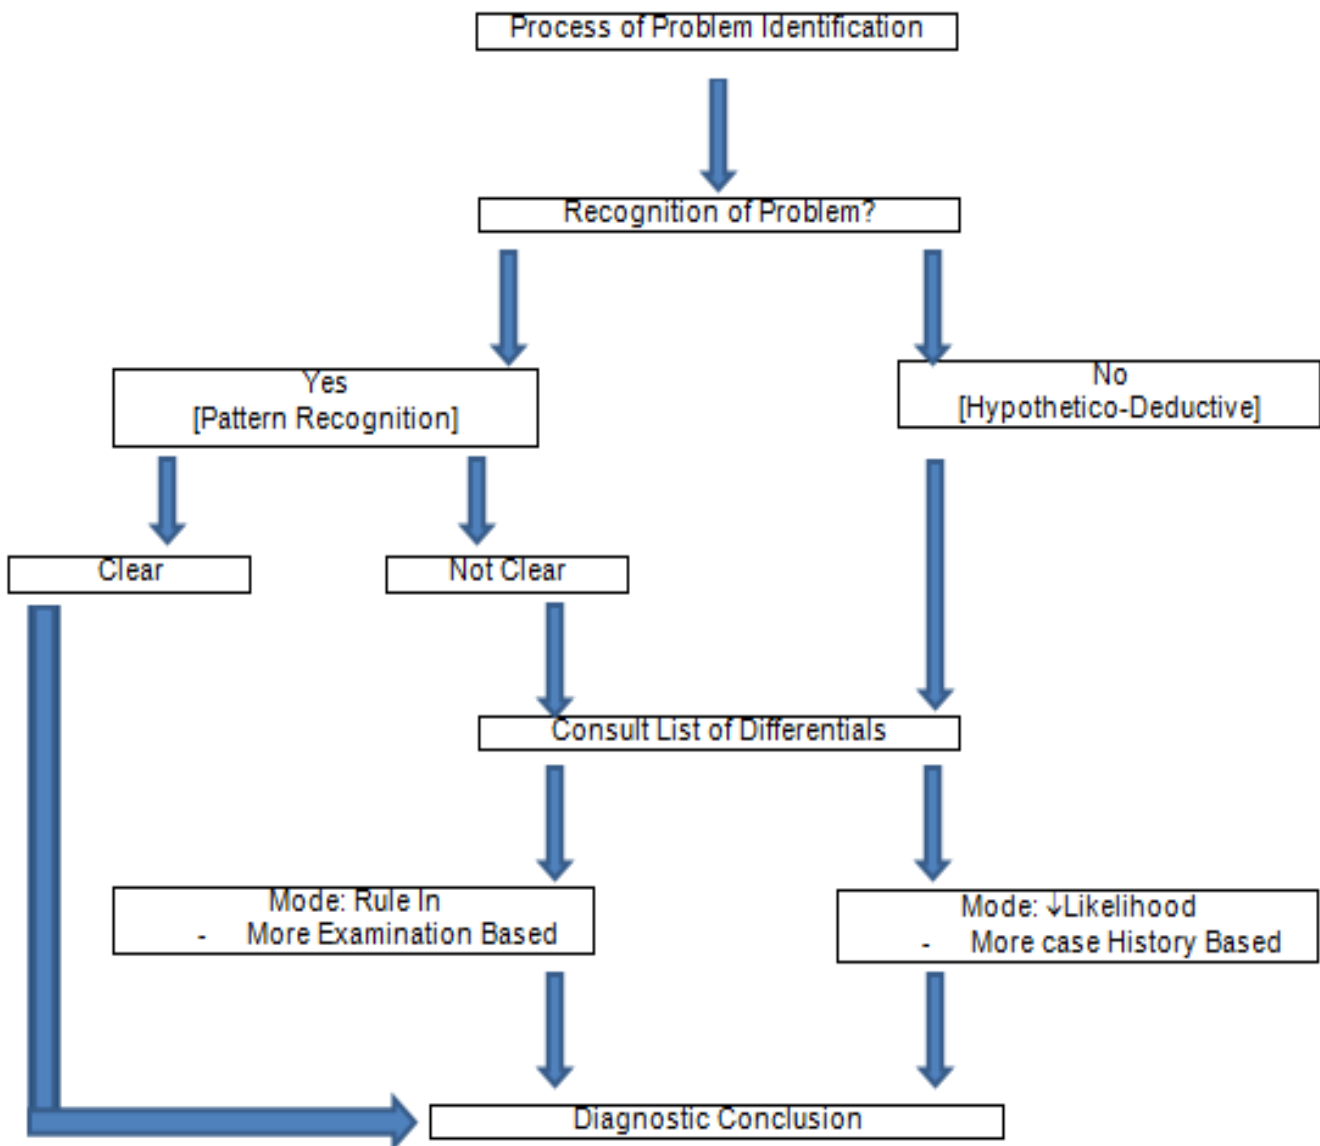 Process of Problem Identification
Recognition of Problem?
Yes
[Pattern Recognition]
No
[Hypothetico-Deductive]
Clear
Not Clear
Consult List of Differentials
Mode: Rule In
- More Examination Based
Mode: ↓Likelihood
- More case History Based
Diagnostic Conclusion